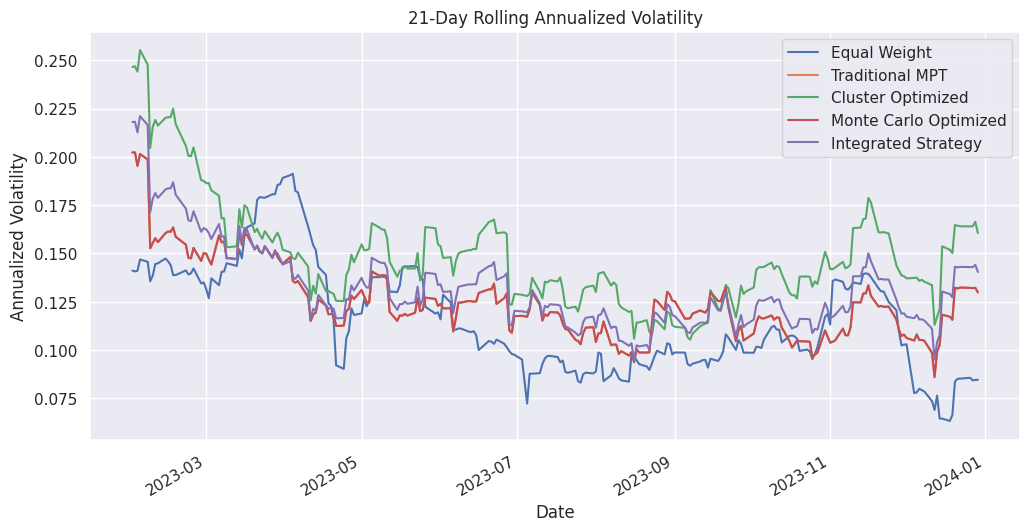 21-Day Rolling Annualized Volatility
Equal Weight
Traditional MPT
Cluster Optimized
Monte Carlo Optimized
Integrated Strategy
Annualized Volatility
0.250
0.225
0.200
0.175
0.150
0.125
0.100
0.075
2023-03
2023-05
2023-07
2023-09
2023-11
2024-01
Date